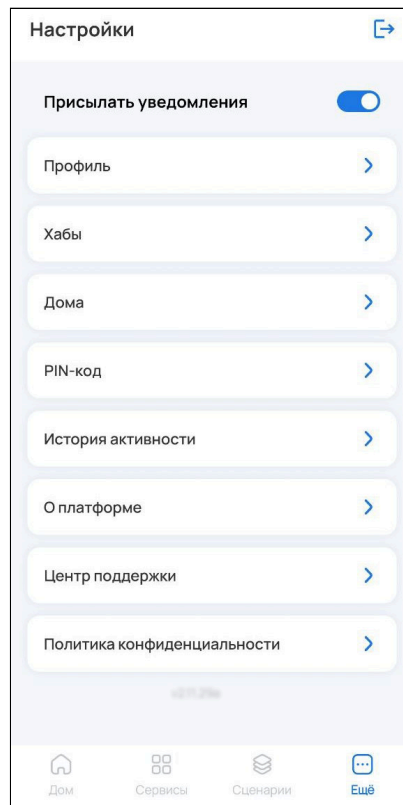 Настройки
Присылать уведомления
Профиль
Хабы
Дома
PIN-код
История активности
О платформе
Центр поддержки
Политика конфиденциальности
Дом Сервисы Сценарии Ещё